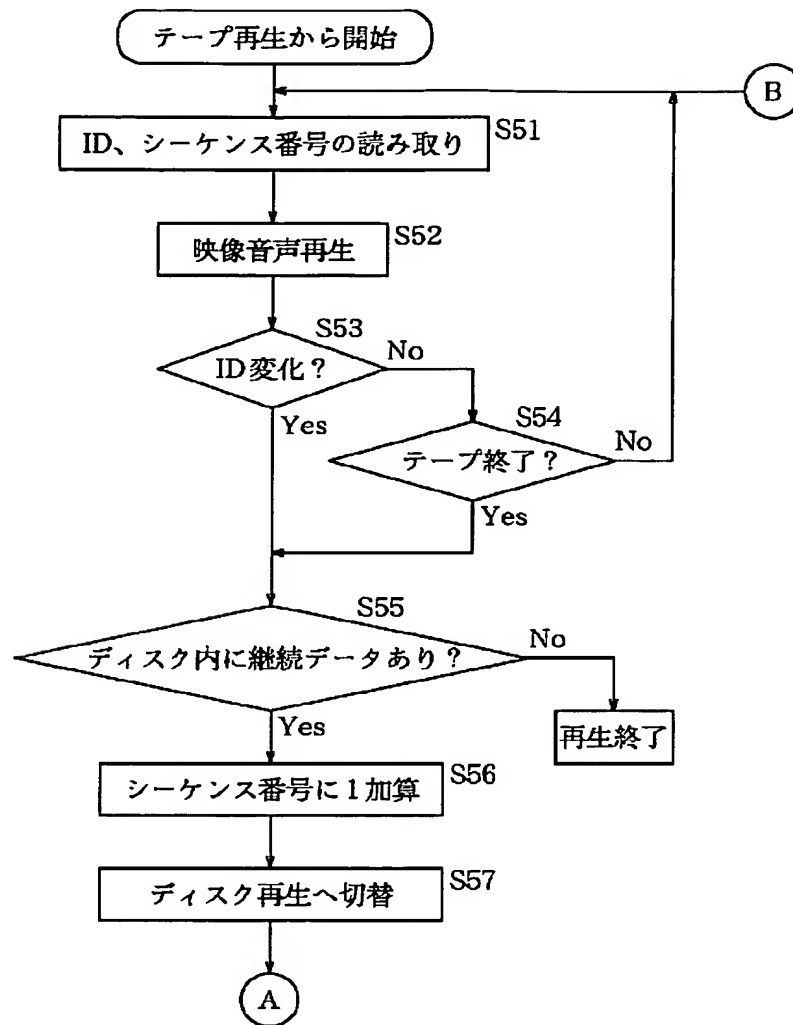 テープ再生から開始
B
ID、シーケンス番号の読み取り
S51
映像音声再生
S52
S53
ID変化？
No
Yes
S54
テープ終了？
No
Yes
S55
ディスク内に継続データあり？
No
Yes
再生終了
シーケンス番号に1加算
S56
ディスク再生へ切替
S57
A